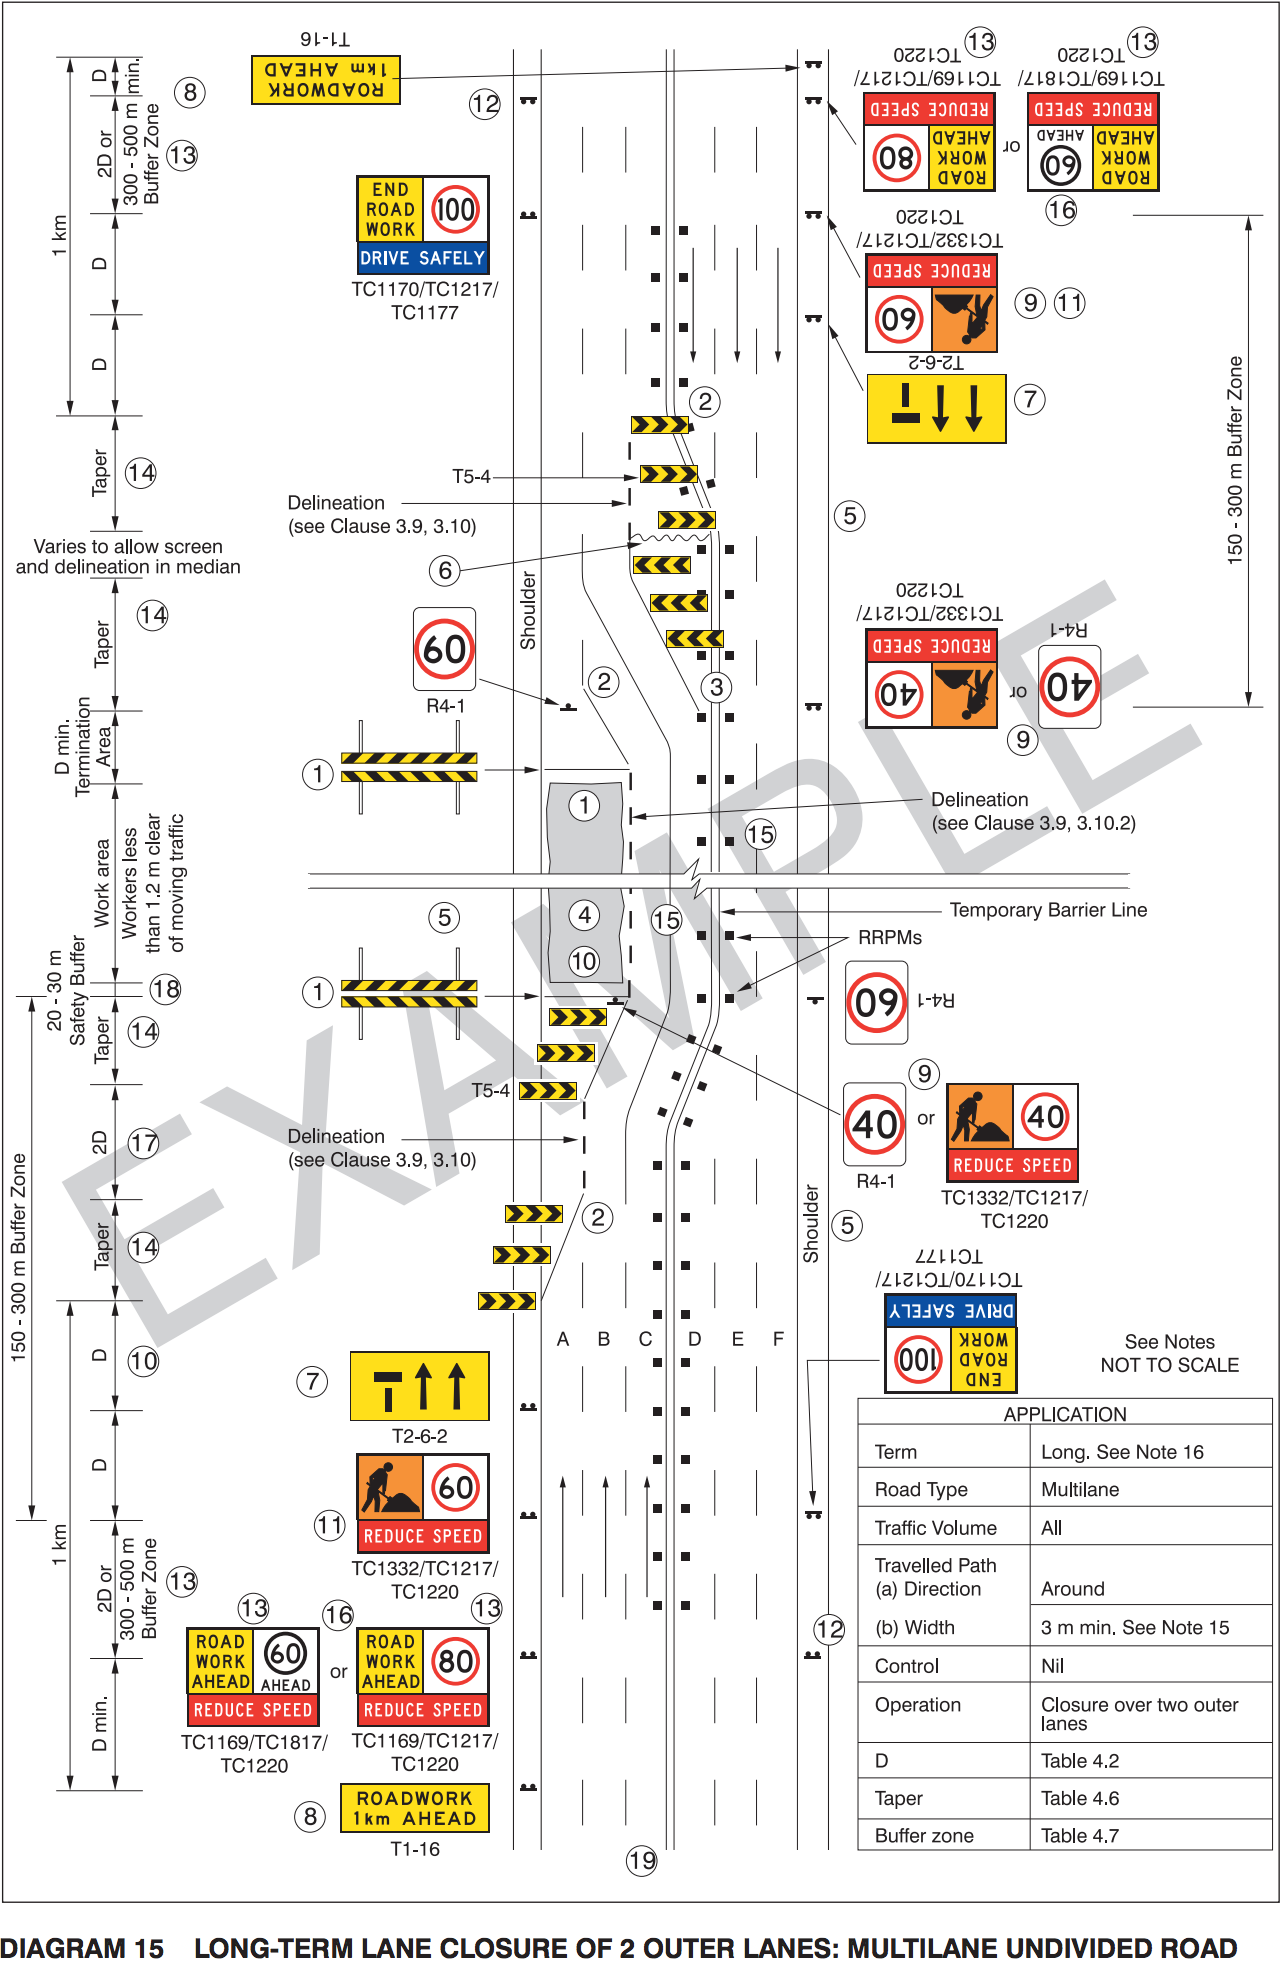 T1-16
ROADWORK
1km AHEAD
D
min.
8
12
13
13
TC1169/TC1217/
TC1220
TC1169/TC1817/
TC1220
REDUCE SPEED
80
ROAD
WORK
AHEAD
or
REDUCE SPEED
60
AHEAD
ROAD
WORK
AHEAD
16
2D or
300 - 500 m
Buffer Zone
13
1 km
END
ROAD
WORK
100
DRIVE SAFELY
TC1170/TC1217/
TC1177
D
D
TC1332/TC1217/
TC1220
REDUCE SPEED
60
9
11
T2-6-2
7
150 - 300 m Buffer Zone
2
Taper
14
T5-4
Delineation
(see Clause 3.9, 3.10)
5
Varies to allow screen
and delineation in median
6
Shoulder
14
Taper
60
R4-1
2
3
TC1332/TC1217/
TC1220
REDUCE SPEED
40
or
R4-1
40
9
D min.
Termination
Area
1
1
Delineation
(see Clause 3.9, 3.10.2)
15
Work area
Workers less
than 1.2 m clear
of moving traffic
EXAMPLE
5
4
15
Temporary Barrier Line
RRPMs
10
20 - 30 m
Safety Buffer
18
1
60
R4-1
Taper
14
T5-4
9
40
R4-1
or
40
REDUCE SPEED
TC1332/TC1217/
TC1220
2D
17
Delineation
(see Clause 3.9, 3.10)
150 - 300 m Buffer Zone
Taper
14
2
Shoulder
5
TC1170/TC1217/
TC1177
DRIVE SAFELY
100
END
ROAD
WORK
A B C D E F
See Notes
NOT TO SCALE
D
10
7
T2-6-2
D
60
REDUCE SPEED
11
TC1332/TC1217/
TC1220
1 km
2D or
300 - 500 m
Buffer Zone
13
13
16
13
12
ROAD
WORK
AHEAD
60
AHEAD
REDUCE SPEED
or
ROAD
WORK
AHEAD
80
REDUCE SPEED
TC1169/TC1817/
TC1220
TC1169/TC1217/
TC1220
D min.
8
ROADWORK
1km AHEAD
T1-16
19
APPLICATION
Term Long. See Note 16
Road Type Multilane
Traffic Volume All
Travelled Path
(a) Direction Around
(b) Width 3 m min. See Note 15
Control Nil
Operation Closure over two outer
lanes
D Table 4.2
Taper Table 4.6
Buffer zone Table 4.7
DIAGRAM 15 LONG-TERM LANE CLOSURE OF 2 OUTER LANES: MULTILANE UNDIVIDED ROAD